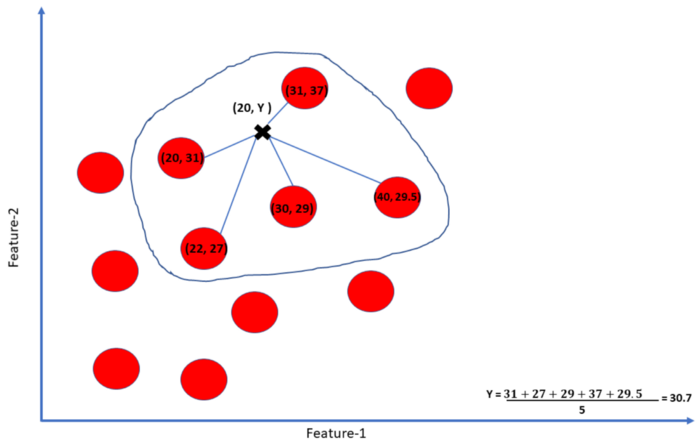 (31, 37)
(20, Y )
(20, 31)
(40, 29.5)
(30, 29)
(22, 27)
Feature-2
Y = 31 + 27 + 29 + 37 + 29.5 / 5 = 30.7
Feature-1